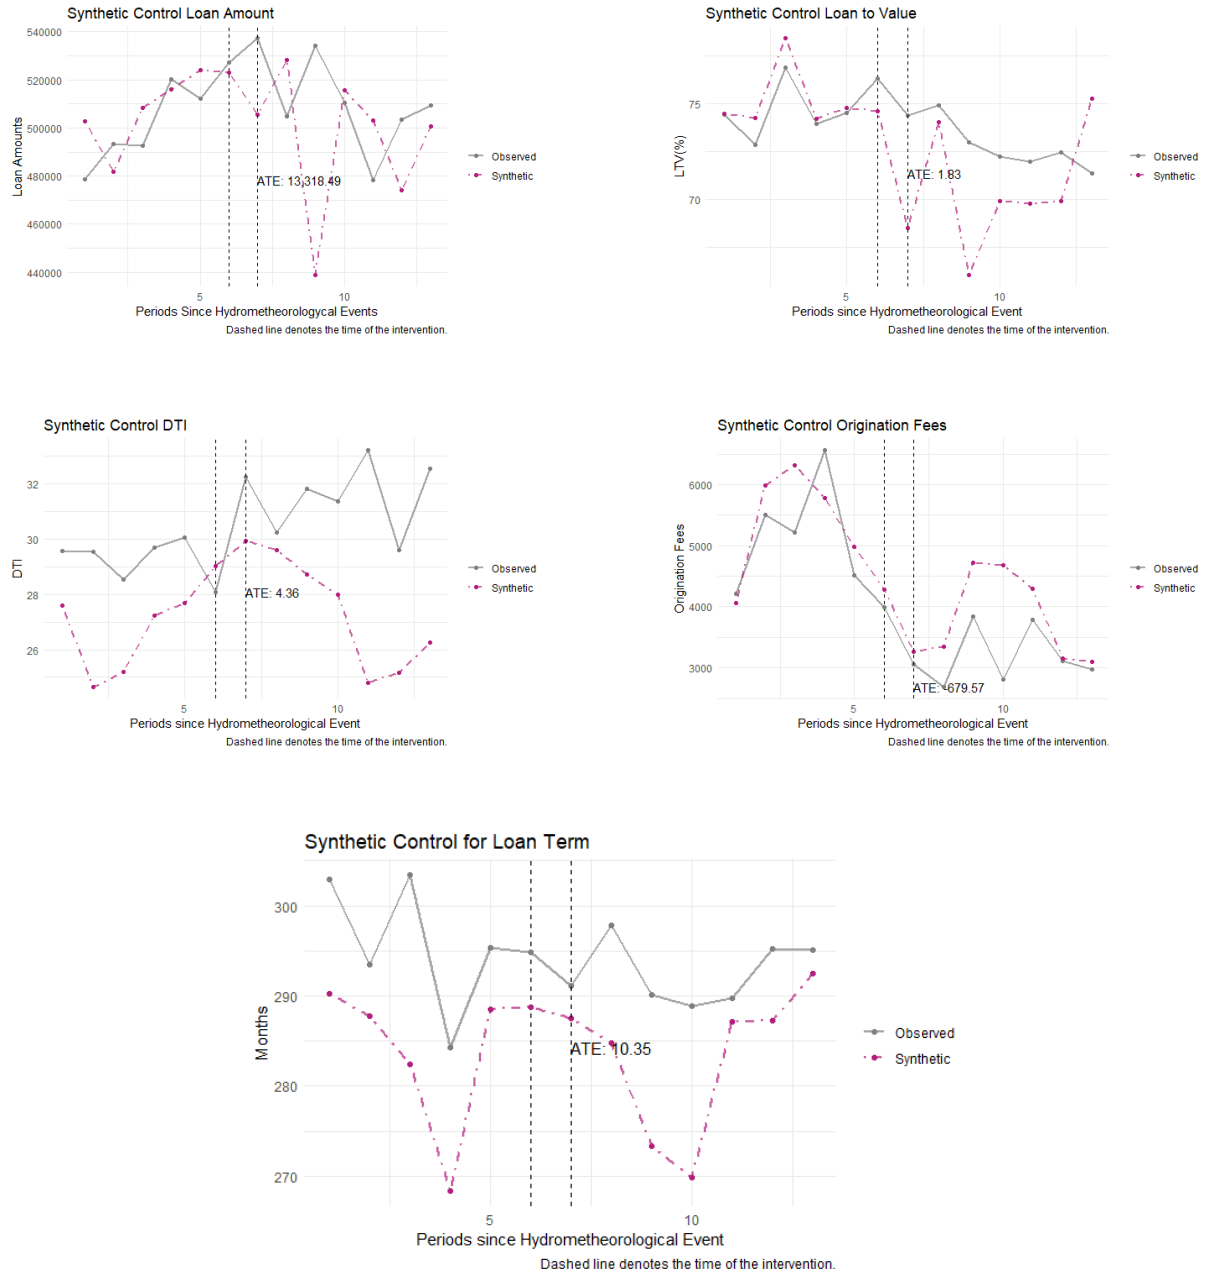 Synthetic Control Loan Amount
540000
520000
500000
480000
460000
440000
Loan Amounts
ATE: 13,318.49
Observed
Synthetic
5
10
Periods Since Hydrometheorologycal Events
Dashed line denotes the time of the intervention.
Synthetic Control Loan to Value
75
70
LTV(%)
ATE: 1.83
Observed
Synthetic
5
10
Periods since Hydrometheorological Event
Dashed line denotes the time of the intervention.
Synthetic Control DTI
32
30
28
26
DTI
ATE: 4.36
Observed
Synthetic
5
10
Periods since Hydrometheorological Event
Dashed line denotes the time of the intervention.
Synthetic Control Origination Fees
6000
5000
4000
3000
Origination Fees
ATE: -679.57
Observed
Synthetic
5
10
Periods since Hydrometheorological Event
Dashed line denotes the time of the intervention.
Synthetic Control for Loan Term
300
290
280
270
Months
ATE: 10.35
Observed
Synthetic
5
10
Periods since Hydrometheorological Event
Dashed line denotes the time of the intervention.